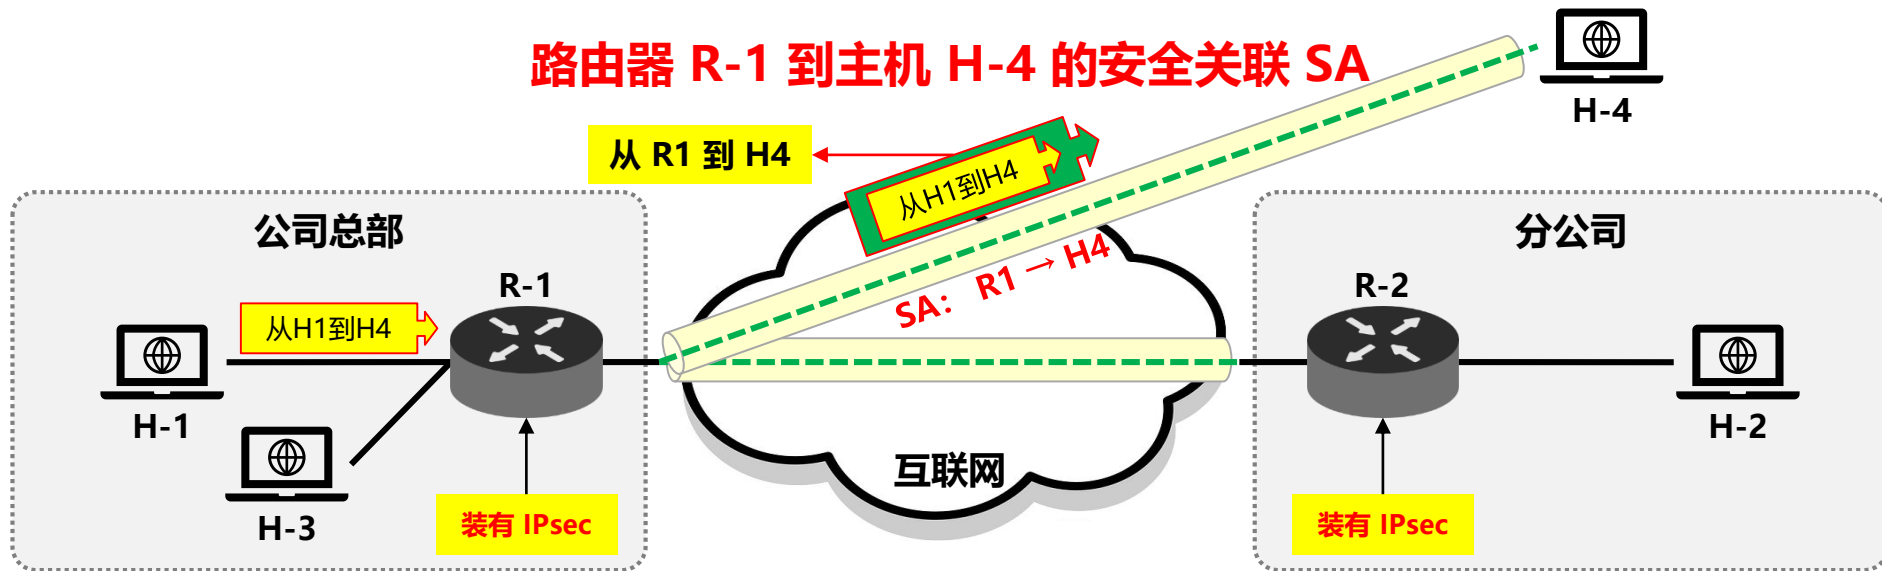 路由器 R-1 到主机 H-4 的安全关联 SA
H-4
从 R1 到 H4
从H1到H4
公司总部
分公司
SA： R1 → H4
R-1
R-2
从H1到H4
H-1
H-2
互联网
H-3
装有 IPsec
装有 IPsec